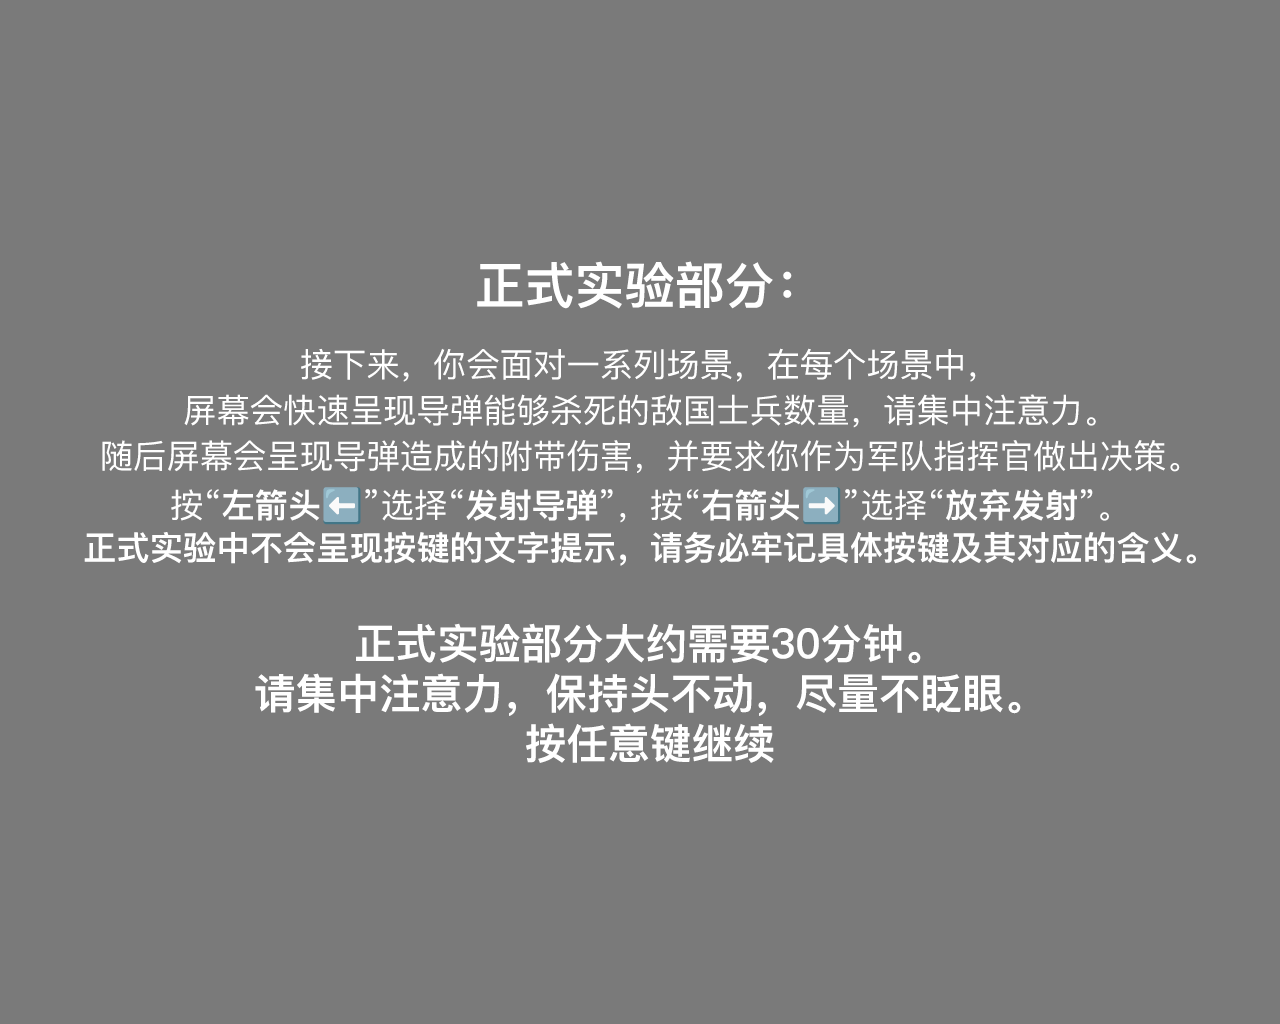 正式实验部分：
接下来，你会面对一系列场景，在每个场景中，
屏幕会快速呈现导弹能够杀死的敌国士兵数量，请集中注意力。
随后屏幕会呈现导弹造成的附带伤害，并要求你作为军队指挥官做出决策。
按“左箭头⬅️”选择“发射导弹”，按“右箭头➡️”选择“放弃发射”。
正式实验中不会呈现按键的文字提示，请务必牢记具体按键及其对应的含义。
正式实验部分大约需要30分钟。
请集中注意力，保持头不动，尽量不眨眼。
按任意键继续